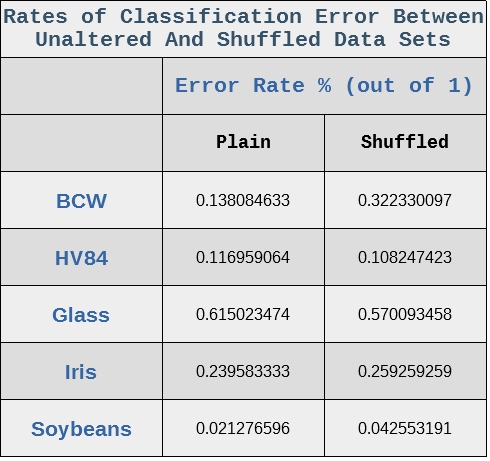 Rates of Classification Error Between
Unaltered And Shuffled Data Sets
Error Rate % (out of 1)
Plain Shuffled
BCW 0.138084633 0.322330097
HV84 0.116959064 0.108247423
Glass 0.615023474 0.570093458
Iris 0.239583333 0.259259259
Soybeans 0.021276596 0.042553191